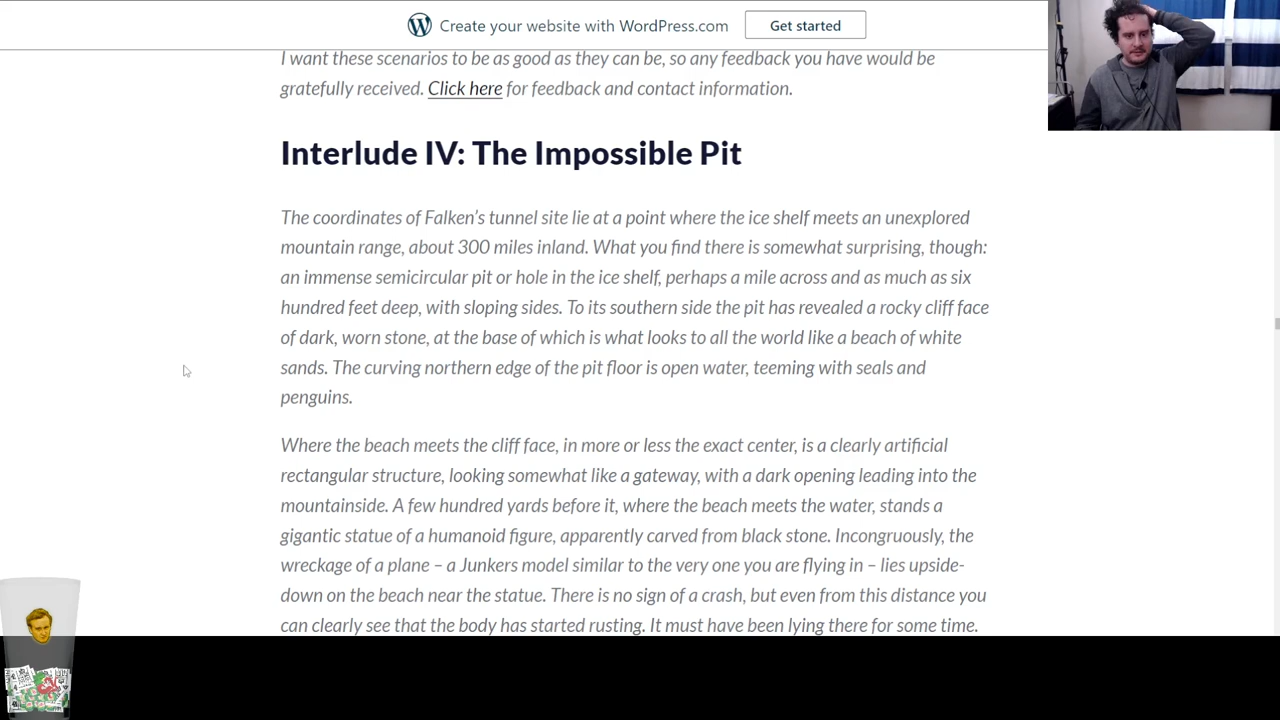 Create your website with WordPress.com
Get started
I want these scenarios to be as good as they can be, so any feedback you have would be
gratefully received. Click here for feedback and contact information.
Interlude IV: The Impossible Pit
The coordinates of Falken’s tunnel site lie at a point where the ice shelf meets an unexplored
mountain range, about 300 miles inland. What you find there is somewhat surprising, though:
an immense semicircular pit or hole in the ice shelf, perhaps a mile across and as much as six
hundred feet deep, with sloping sides. To its southern side the pit has revealed a rocky cliff face
of dark, worn stone, at the base of which is what looks to all the world like a beach of white
sands. The curving northern edge of the pit floor is open water, teeming with seals and
penguins.
Where the beach meets the cliff face, in more or less the exact center, is a clearly artificial
rectangular structure, looking somewhat like a gateway, with a dark opening leading into the
mountainside. A few hundred yards before it, where the beach meets the water, stands a
gigantic statue of a humanoid figure, apparently carved from black stone. Incongruously, the
wreckage of a plane – a Junkers model similar to the very one you are flying in – lies upside-
down on the beach near the statue. There is no sign of a crash, but even from this distance you
can clearly see that the body has started rusting. It must have been lying there for some time.